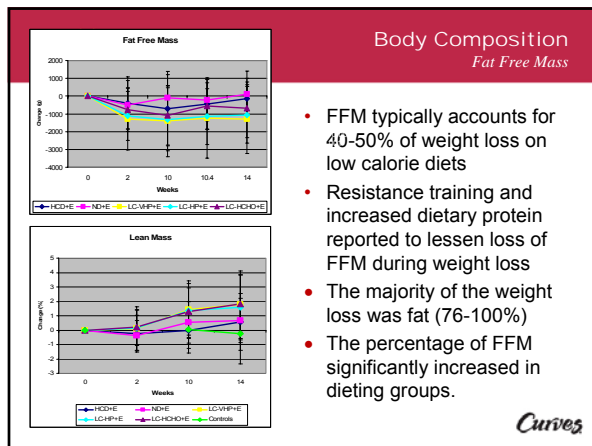 Body Composition
Fat Free Mass
Fat Free Mass
Change (g)
2000
1000
0
-1000
-2000
-3000
-4000
0 2 10 10.4 14
Weeks
HCD+E ND+E LC-VHP+E LC-HP+E LC-HCHO+E
Lean Mass
Change (%)
5
4
3
2
1
0
-1
-2
-3
0 2 10 14
Weeks
HCD+E ND+E LC-VHP+E
LC-HP+E LC-HCHO+E Controls
• FFM typically accounts for
40-50% of weight loss on
low calorie diets
• Resistance training and
increased dietary protein
reported to lessen loss of
FFM during weight loss
• The majority of the weight
loss was fat (76-100%)
• The percentage of FFM
significantly increased in
dieting groups.
Curves